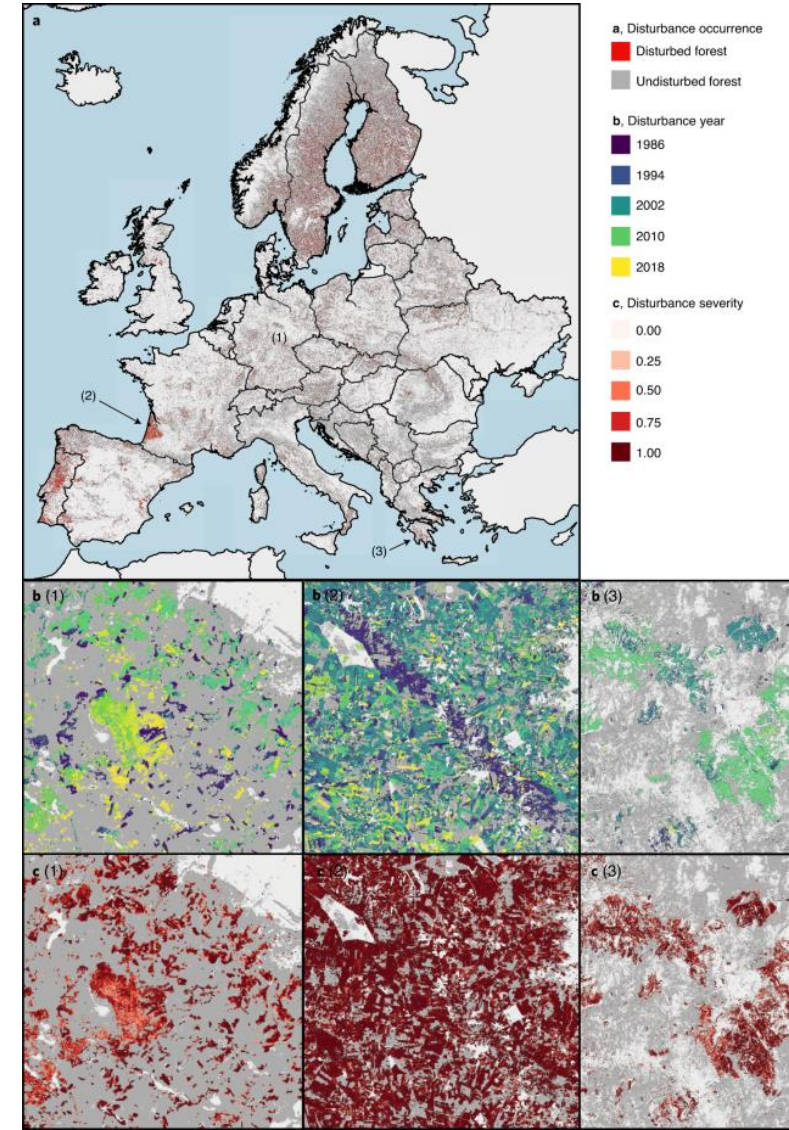 a
a, Disturbance occurrence
Disturbed forest
Undisturbed forest
b, Disturbance year
1986
1994
2002
2010
2018
c, Disturbance severity
0.00
0.25
0.50
0.75
1.00
(1)
(2)
(3)
b (1)
b (2)
b (3)
c (1)
c (2)
c (3)